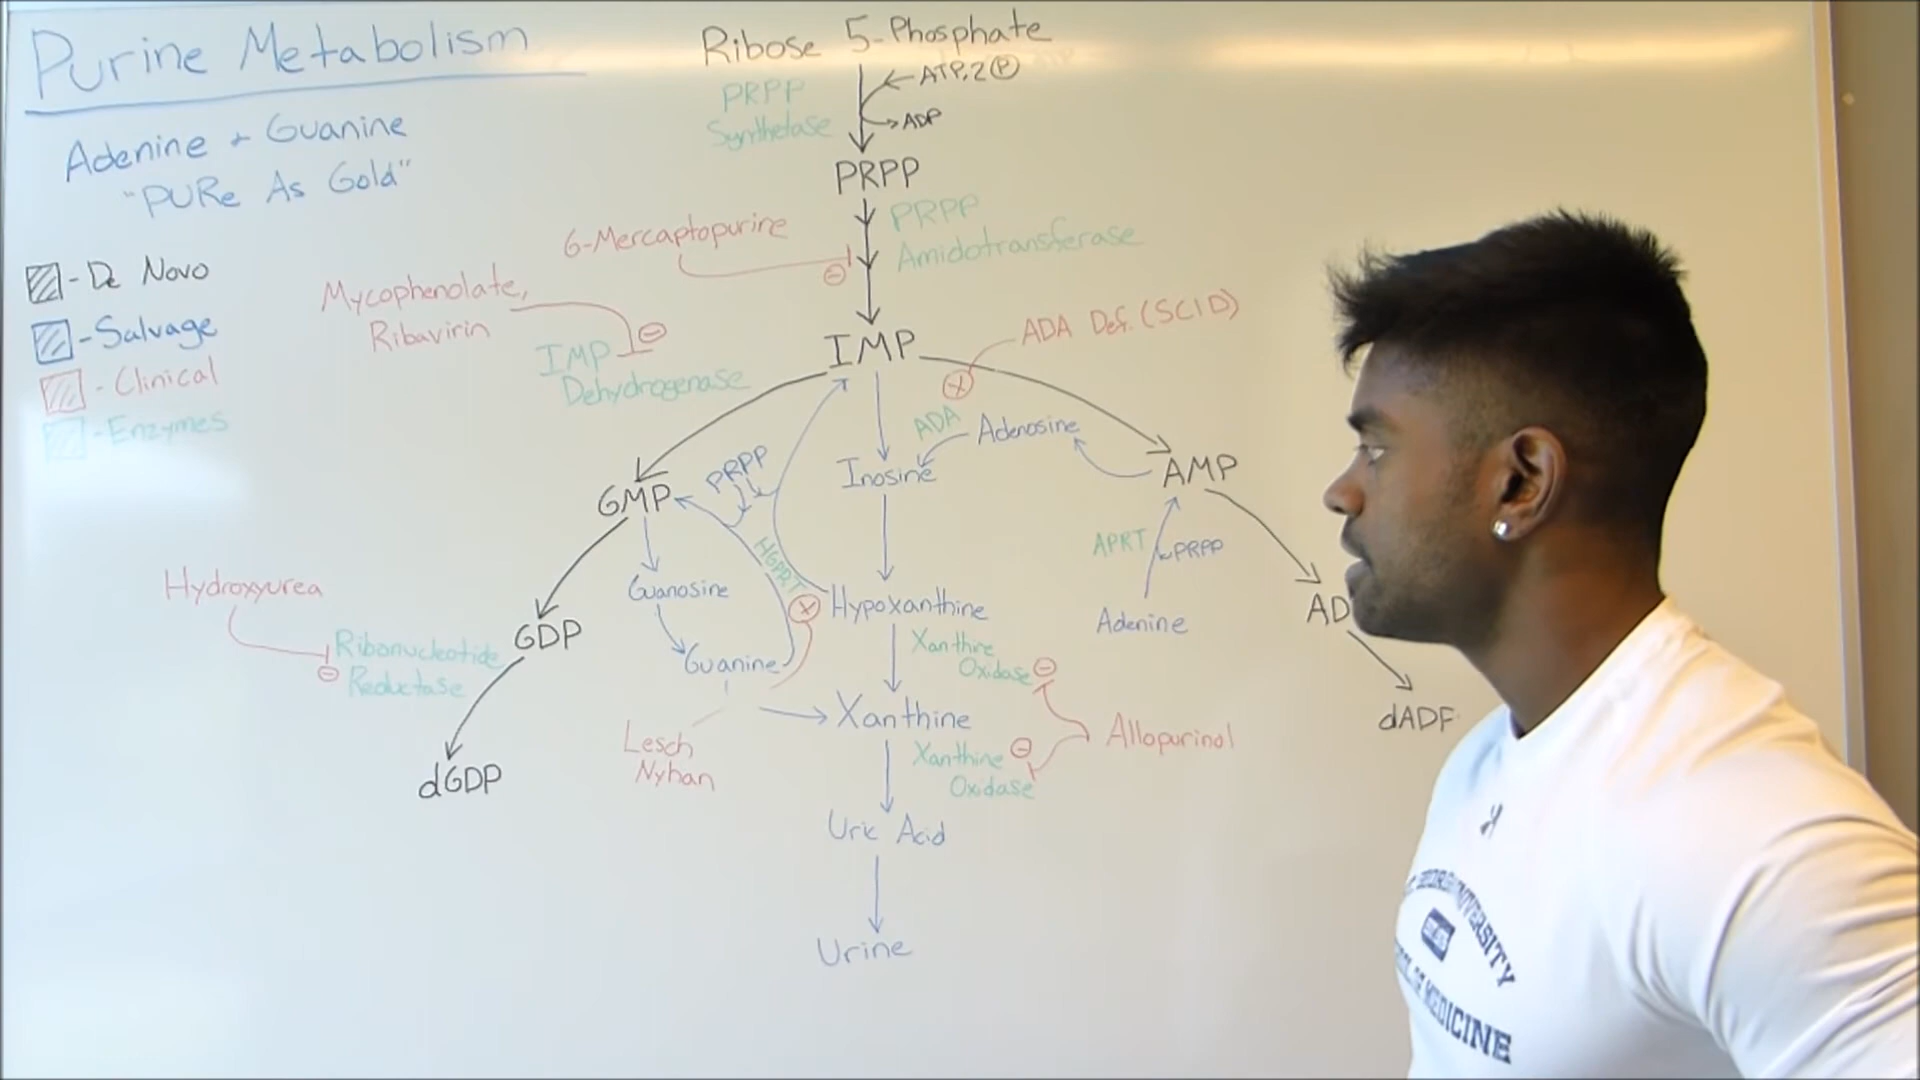 Purine Metabolism
Adenine + Guanine
"PURe As Gold"
- De Novo
- Salvage
- Clinical
- Enzymes
Ribose 5-Phosphate
ATP, 2 P
ADP
PRPP
Synthetase
PRPP
PRPP
Amidotransferase
6-Mercaptopurine
Mycophenolate,
Ribavirin
IMP
Dehydrogenase
IMP
ADA Def. (SCID)
ADA
Adenosine
Inosine
AMP
GMP
PRPP
HGPRT
APRT
PRPP
Adenine
AD
dADP
Guanosine
Guanine
Hypoxanthine
Hydroxyurea
Ribonucleotide
Reductase
GDP
dGDP
Xanthine
Oxidase
Lesch
Nyhan
Xanthine
Xanthine
Oxidase
Allopurinol
Uric Acid
Urine
UNIVERSITY
OF MEDICINE